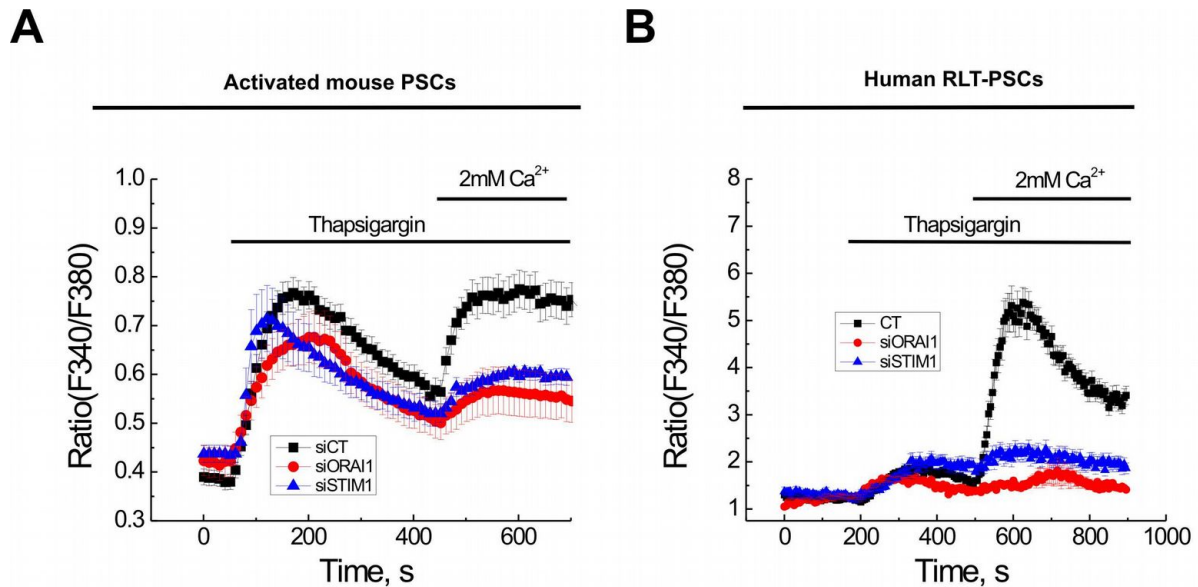 A
B
Activated mouse PSCs
Human RLT-PSCs
1.0
0.9
0.8
0.7
0.6
0.5
0.4
0.3
Ratio(F340/F380)
2mM Ca²⁺
Thapsigargin
siCT
siORAI1
siSTIM1
0 200 400 600
Time, s
8
7
6
5
4
3
2
1
Ratio(F340/F380)
2mM Ca²⁺
Thapsigargin
CT
siORAI1
siSTIM1
0 200 400 600 800 1000
Time, s